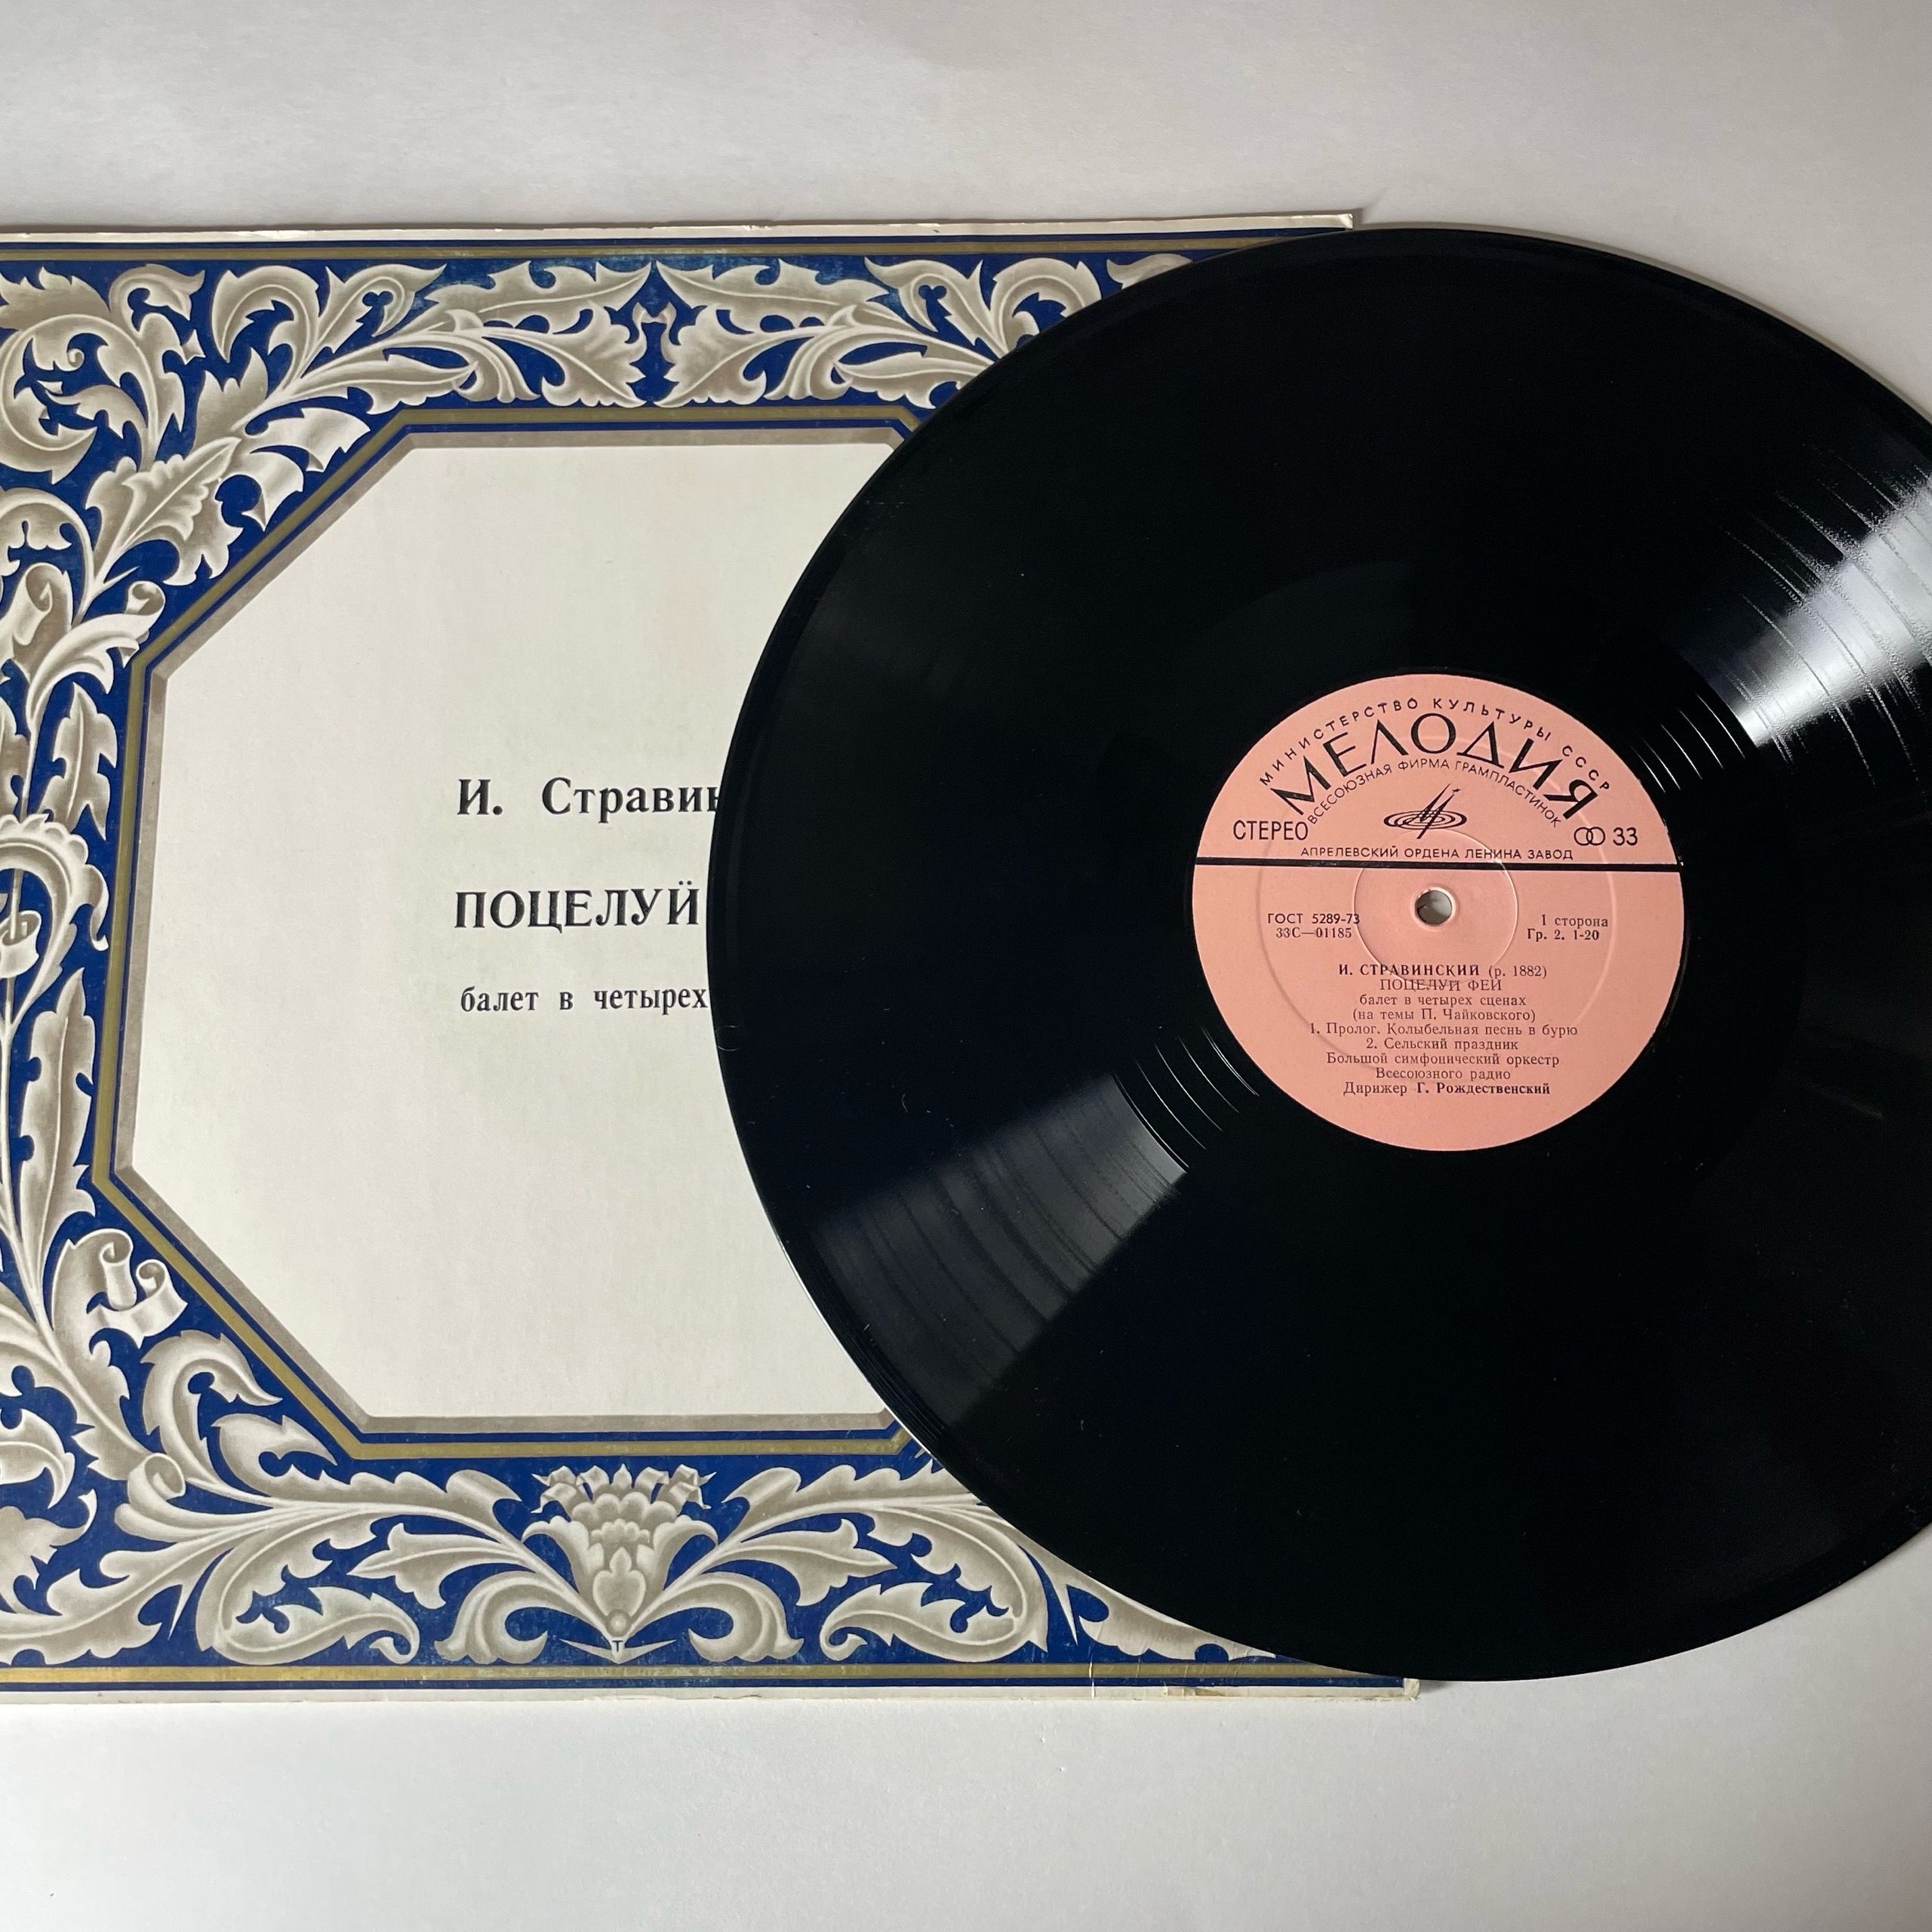 И. Стравин
ПОЦЕЛУЙ
балет в четырех
МИНИСТЕРСТВО КУЛЬТУРЫ СССР
МЕЛОДИЯ
ВСЕСОЮЗНАЯ ФИРМА ГРАМПЛАСТИНОК
СТЕРЕО
33
АПРЕЛЕВСКИЙ ОРДЕНА ЛЕНИНА ЗАВОД
ГОСТ 5289-73
33С—01185
1 сторона
Гр. 2. 1-20
И. СТРАВИНСКИЙ (р. 1882)
ПОЦЕЛУЙ ФЕИ
балет в четырех сценах
(на темы П. Чайковского)
1. Пролог. Колыбельная песнь в бурю
2. Сельский праздник
Большой симфонический оркестр
Всесоюзного радио
Дирижер Г. Рождественский
Т